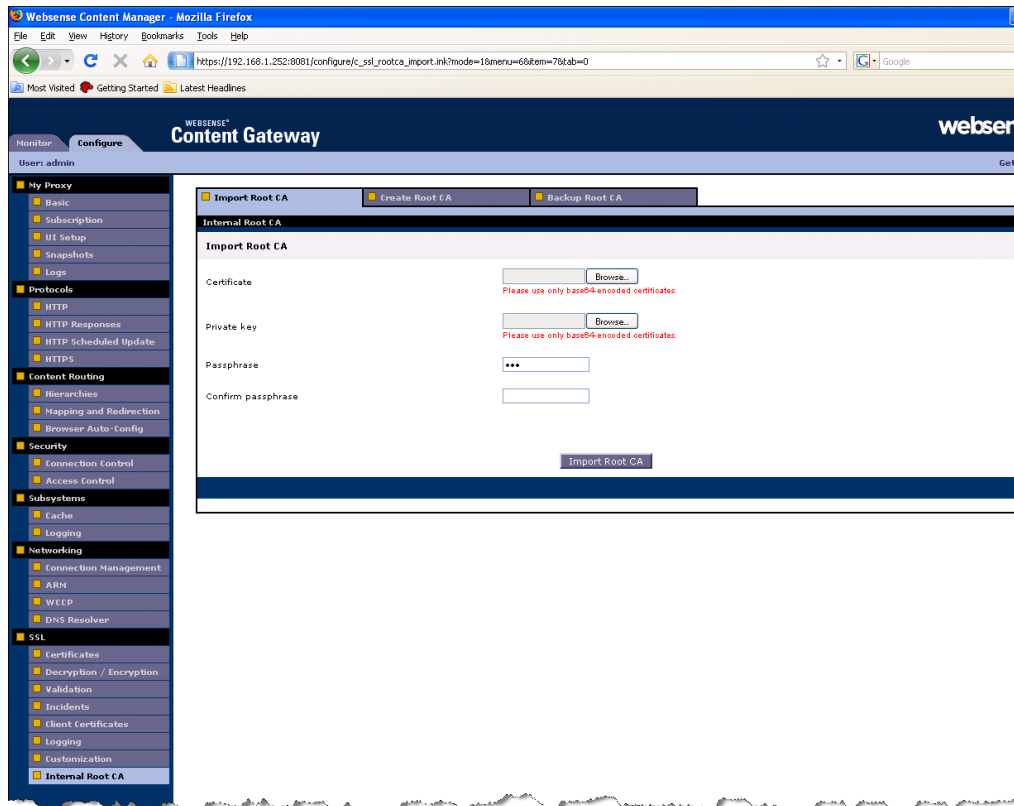 Websense Content Manager - Mozilla Firefox
File Edit View History Bookmarks Tools Help
https://192.168.1.252:8081/configure/c_ssl_rootca_import.ink?mode=1&menu=6&item=7&tab=0
Google
Most Visited Getting Started Latest Headlines
WEBSENSE®
Content Gateway
websen
Monitor Configure
User: admin
Get
My Proxy
Basic
Subscription
UI Setup
Snapshots
Logs
Protocols
HTTP
HTTP Responses
HTTP Scheduled Update
HTTPS
Content Routing
Hierarchies
Mapping and Redirection
Browser Auto-Config
Security
Connection Control
Access Control
Subsystems
Cache
Logging
Networking
Connection Management
ARM
WCCP
DNS Resolver
SSL
Certificates
Decryption / Encryption
Validation
Incidents
Client Certificates
Logging
Customization
Internal Root CA
Import Root CA Create Root CA Backup Root CA
Internal Root CA
Import Root CA
Certificate Browse...
Please use only base64-encoded certificates.
Private key Browse...
Please use only base64-encoded certificates.
Passphrase •••
Confirm passphrase
Import Root CA